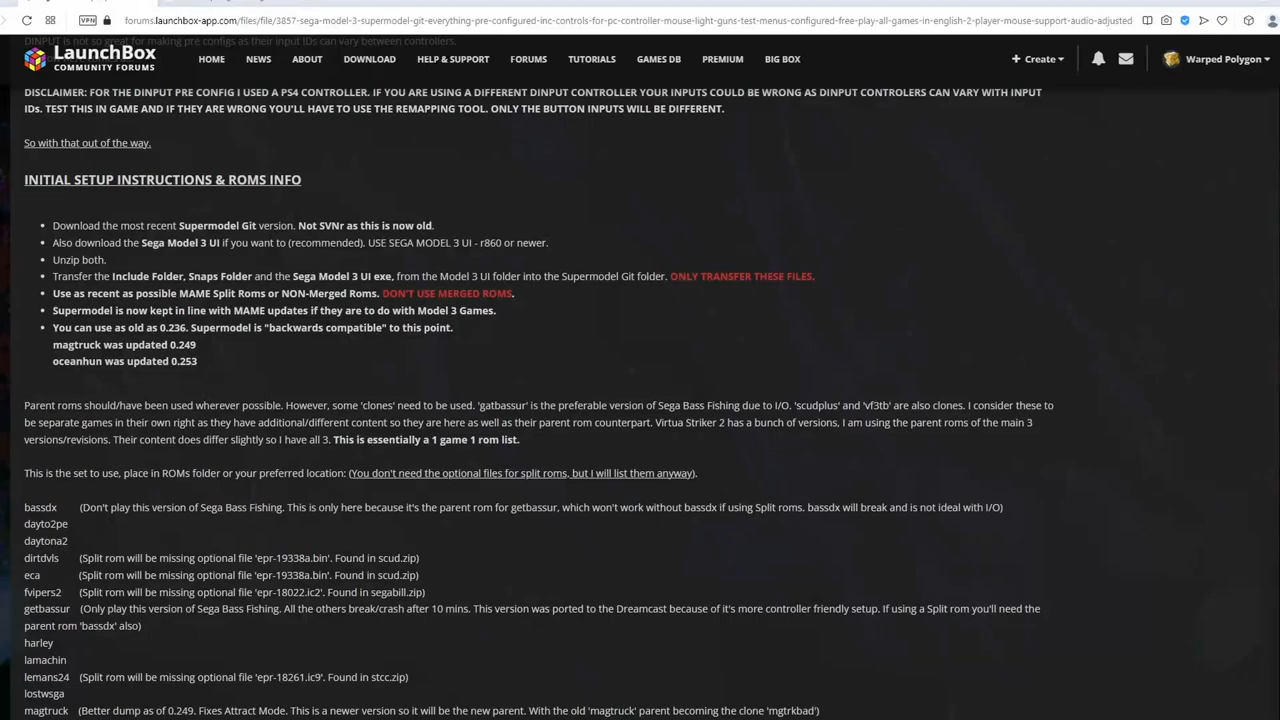 VPN forums.launchbox-app.com/files/file/3857-sega-model-3-supermodel-git-everything-pre-configured-inc-controls-for-pc-controller-mouse-light-guns-test-menus-configured-free-play-all-games-in-english-2-player-mouse-support-audio-adjusted
DINPUT is not so great for making pre configs as their input IDs can vary between controllers.
LaunchBox
COMMUNITY FORUMS
HOME NEWS ABOUT DOWNLOAD HELP & SUPPORT FORUMS TUTORIALS GAMES DB PREMIUM BIG BOX + Create Warped Polygon
DISCLAIMER: FOR THE DINPUT PRE CONFIG I USED A PS4 CONTROLLER. IF YOU ARE USING A DIFFERENT DINPUT CONTROLLER YOUR INPUTS COULD BE WRONG AS DINPUT CONTROLERS CAN VARY WITH INPUT
IDs. TEST THIS IN GAME AND IF THEY ARE WRONG YOU'LL HAVE TO USE THE REMAPPING TOOL. ONLY THE BUTTON INPUTS WILL BE DIFFERENT.
So with that out of the way.
INITIAL SETUP INSTRUCTIONS & ROMS INFO
• Download the most recent Supermodel Git version. Not SVNr as this is now old.
• Also download the Sega Model 3 UI if you want to (recommended). USE SEGA MODEL 3 UI - r860 or newer.
• Unzip both.
• Transfer the Include Folder, Snaps Folder and the Sega Model 3 UI exe, from the Model 3 UI folder into the Supermodel Git folder. ONLY TRANSFER THESE FILES.
• Use as recent as possible MAME Split Roms or NON-Merged Roms. DON'T USE MERGED ROMS.
• Supermodel is now kept in line with MAME updates if they are to do with Model 3 Games.
• You can use as old as 0.236. Supermodel is "backwards compatible" to this point.
magtruck was updated 0.249
oceanhun was updated 0.253
Parent roms should/have been used wherever possible. However, some 'clones' need to be used. 'gatbassur' is the preferable version of Sega Bass Fishing due to I/O. 'scudplus' and 'vf3tb' are also clones. I consider these to
be separate games in their own right as they have additional/different content so they are here as well as their parent rom counterpart. Virtua Striker 2 has a bunch of versions, I am using the parent roms of the main 3
versions/revisions. Their content does differ slightly so I have all 3. This is essentially a 1 game 1 rom list.
This is the set to use, place in ROMs folder or your preferred location: (You don't need the optional files for split roms, but I will list them anyway).
bassdx (Don't play this version of Sega Bass Fishing. This is only here because it's the parent rom for getbassur, which won't work without bassdx if using Split roms. bassdx will break and is not ideal with I/O)
dayto2pe
daytona2
dirtdvls (Split rom will be missing optional file 'epr-19338a.bin'. Found in scud.zip)
eca (Split rom will be missing optional file 'epr-19338a.bin'. Found in scud.zip)
fvipers2 (Split rom will be missing optional file 'epr-18022.ic2'. Found in segabill.zip)
getbassur (Only play this version of Sega Bass Fishing. All the others break/crash after 10 mins. This version was ported to the Dreamcast because of it's more controller friendly setup. If using a Split rom you'll need the
parent rom 'bassdx' also)
harley
lamachin
lemans24 (Split rom will be missing optional file 'epr-18261.ic9'. Found in stcc.zip)
lostwsga
magtruck (Better dump as of 0.249. Fixes Attract Mode. This is a newer version so it will be the new parent. With the old 'magtruck' parent becoming the clone 'mgtrkbad')